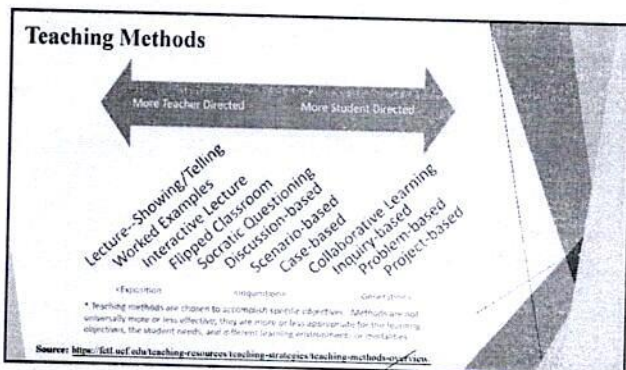 Teaching Methods
More Teacher Directed
More Student Directed
Lecture--Showing/Telling
Worked Examples
Interactive Lecture
Flipped Classroom
Socratic Questioning
Discussion-based
Scenario-based
Case-based
Collaborative Learning
Inquiry-based
Problem-based
Project-based
<Exposition
* Teaching methods are chosen to accomplish specific objectives. Methods are not
universally more or less effective; they are more or less appropriate for the learning
objectives, the student needs, and different learning environments or modalities.
Source: https://fctl.ucf.edu/teaching-resources/teaching-strategies/teaching-methods-overview